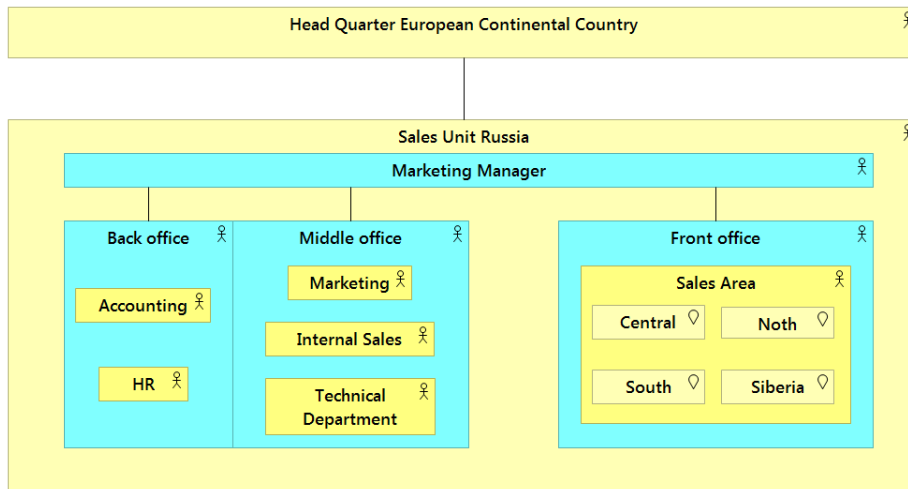 Head Quarter European Continental Country
Sales Unit Russia
Marketing Manager
Back office
Middle office
Front office
Accounting
HR
Marketing
Internal Sales
Technical
Department
Sales Area
Central
Noth
South
Siberia